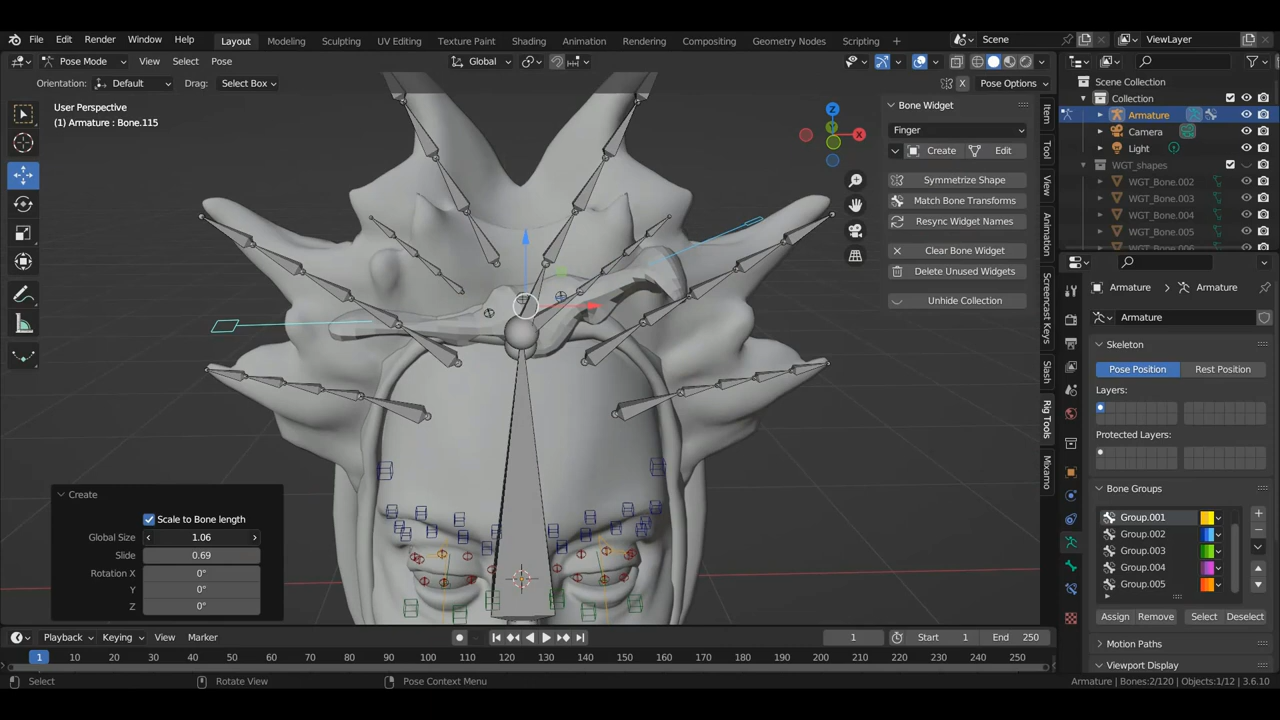 File Edit Render Window Help Layout Modeling Sculpting UV Editing Texture Paint Shading Animation Rendering Compositing Geometry Nodes Scripting + Scene ViewLayer
Pose Mode View Select Pose Global
Orientation: Default Drag: Select Box X Pose Options
User Perspective
(1) Armature : Bone.115
Z
Y
X
Bone Widget
Finger
Create Edit
Symmetrize Shape
Match Bone Transforms
Resync Widget Names
Clear Bone Widget
Delete Unused Widgets
Unhide Collection
Item
Tool
View
Animation
Screencast Keys
Slash
Rig Tools
Mixamo
Scene Collection
Collection
Armature
Camera
Light
WGT_shapes
WGT_Bone.002
WGT_Bone.003
WGT_Bone.004
WGT_Bone.005
WGT_Bone.006
Armature Armature
Armature
Skeleton
Pose Position Rest Position
Layers:
Protected Layers:
Bone Groups
Group.001
Group.002
Group.003
Group.004
Group.005
Assign Remove Select Deselect
Motion Paths
Viewport Display
Create
Scale to Bone length
Global Size 1.06
Slide 0.69
Rotation X 0°
Y 0°
Z 0°
Playback Keying View Marker 1 Start 1 End 250
1 10 20 30 40 50 60 70 80 90 100 110 120 130 140 150 160 170 180 190 200 210 220 230 240 250
Select Rotate View Pose Context Menu Armature | Bones:2/120 | Objects:1/12 | 3.6.10